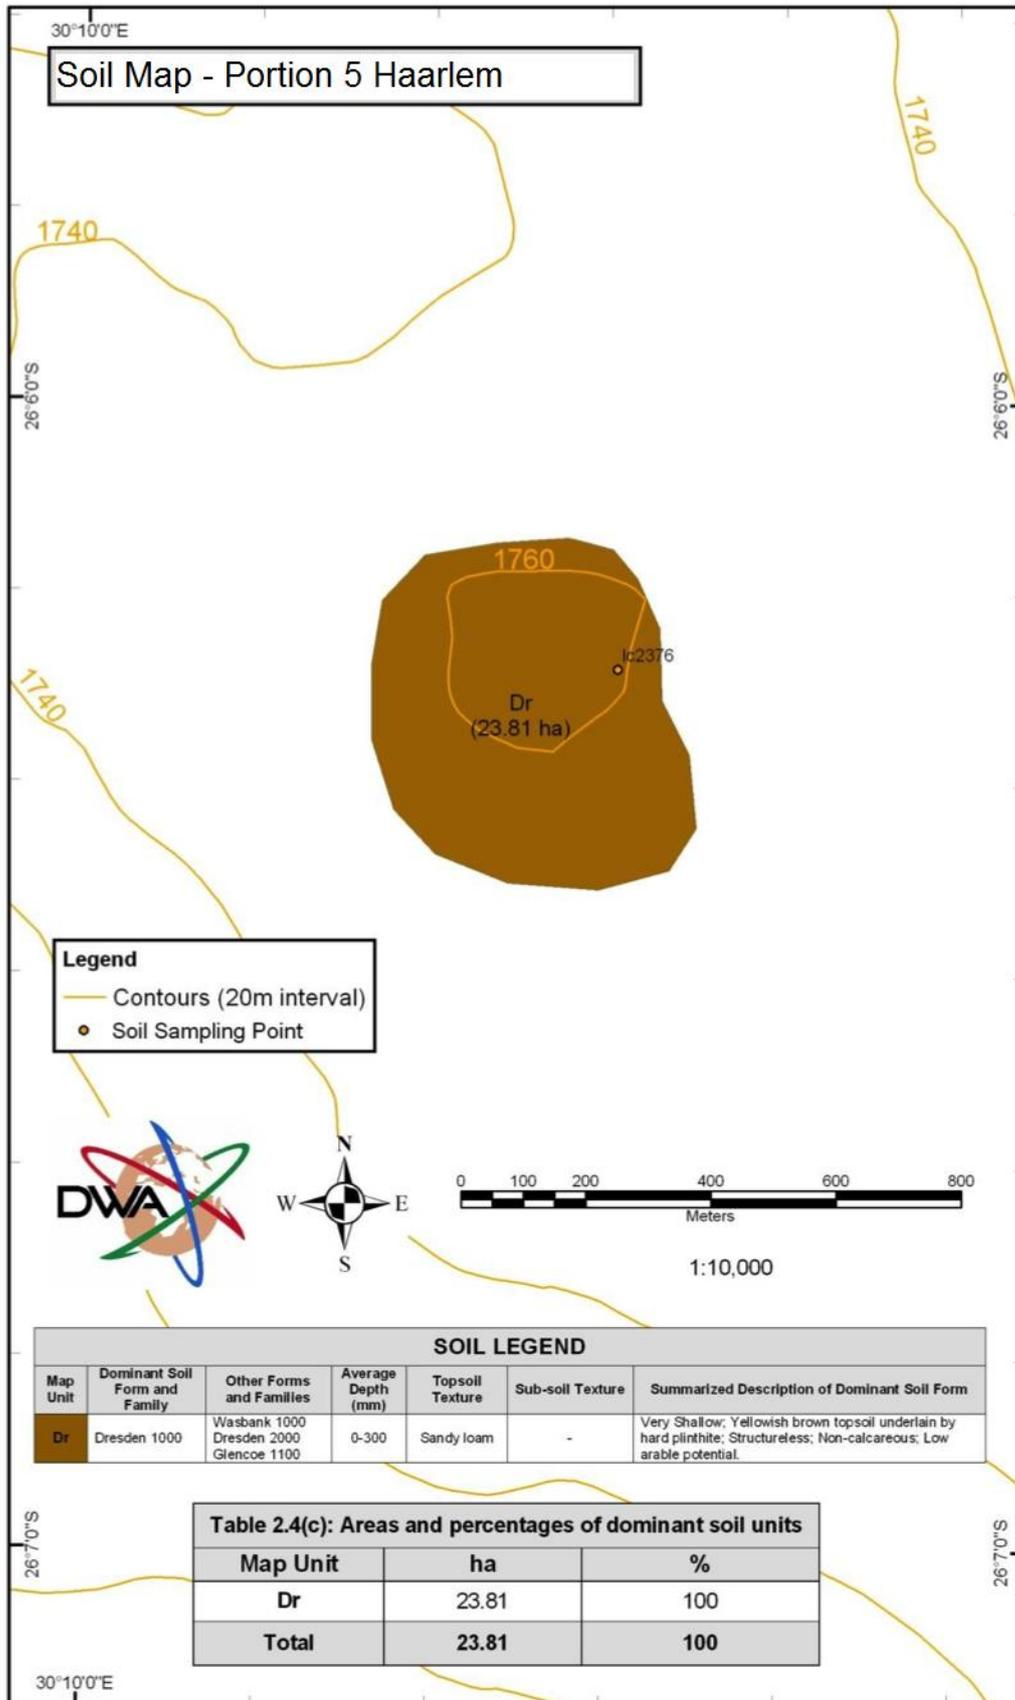 30°10'0"E
Soil Map - Portion 5 Haarlem
1740
1740
26°6'0"S
26°6'0"S
1760
lc2376
Dr
(23.81 ha)
1740
Legend
Contours (20m interval)
Soil Sampling Point
DWA
N
W E
S
0 100 200 400 600 800
Meters
1:10,000
SOIL LEGEND
Map Unit
Dominant Soil Form and Family
Other Forms and Families
Average Depth (mm)
Topsoil Texture
Sub-soil Texture
Summarized Description of Dominant Soil Form
Dr
Dresden 1000
Wasbank 1000
Dresden 2000
Glencoe 1100
0-300
Sandy loam
-
Very Shallow; Yellowish brown topsoil underlain by
hard plinthite; Structureless; Non-calcareous; Low
arable potential.
26°7'0"S
26°7'0"S
Table 2.4(c): Areas and percentages of dominant soil units
Map Unit ha %
Dr 23.81 100
Total 23.81 100
30°10'0"E